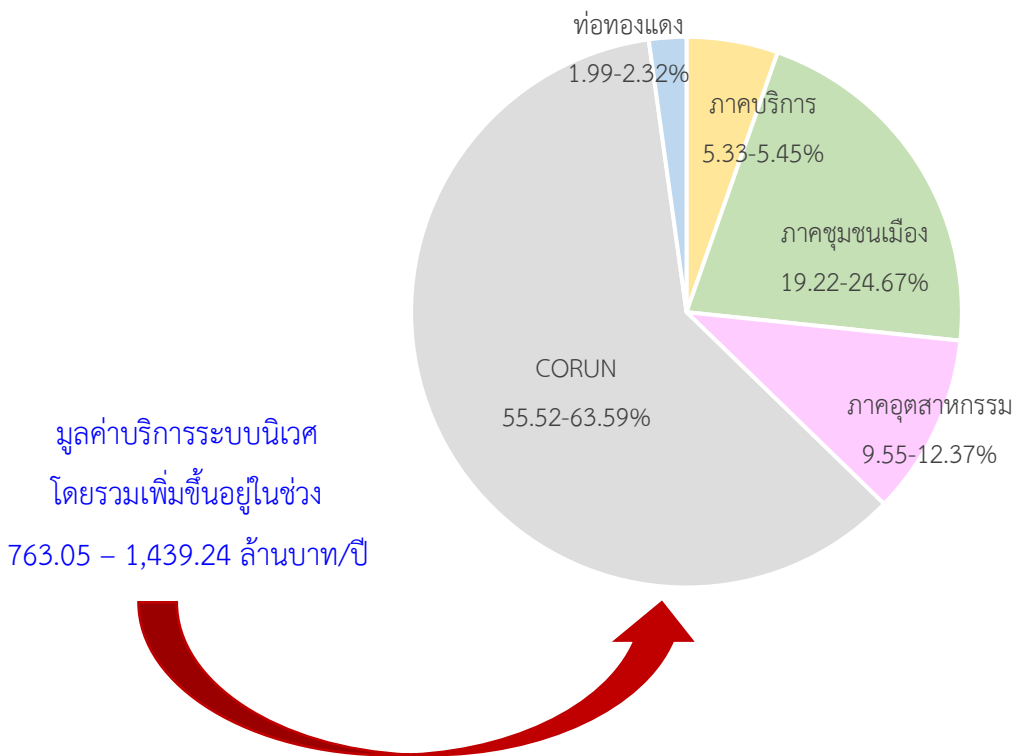 ท่อทองแดง
1.99-2.32%
ภาคบริการ
5.33-5.45%
ภาคชุมชนเมือง
19.22-24.67%
CORUN
55.52-63.59%
ภาคอุตสาหกรรม
9.55-12.37%
มูลค่าบริการระบบนิเวศ
โดยรวมเพิ่มขึ้นอยู่ในช่วง
763.05 – 1,439.24 ล้านบาท/ปี